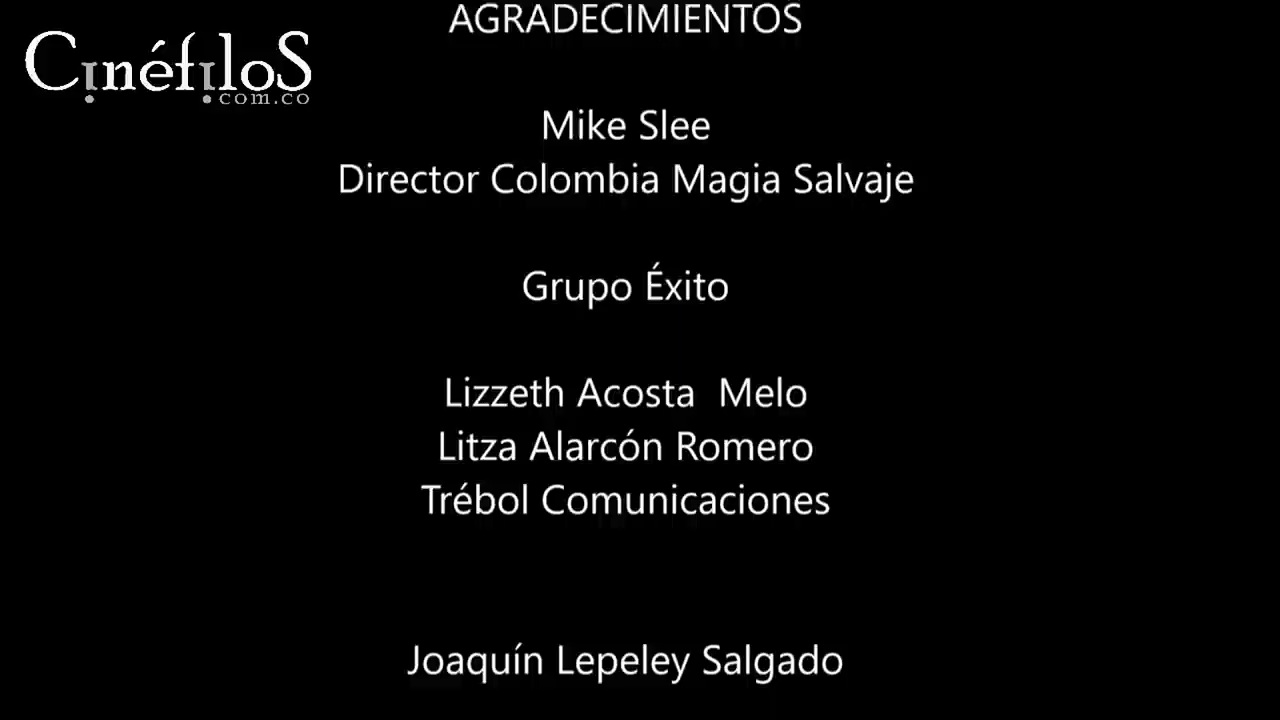 AGRADECIMIENTOS
CinéfiloS
.com.co
Mike Slee
Director Colombia Magia Salvaje
Grupo Éxito
Lizzeth Acosta  Melo
Litza Alarcón Romero
Trébol Comunicaciones
Joaquín Lepeley Salgado